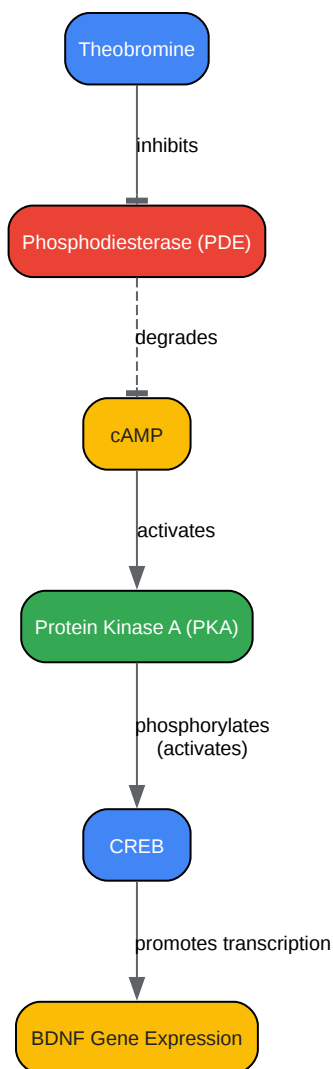 Theobromine
inhibits
Phosphodiesterase (PDE)
degrades
cAMP
activates
Protein Kinase A (PKA)
phosphorylates
(activates)
CREB
promotes transcription
BDNF Gene Expression